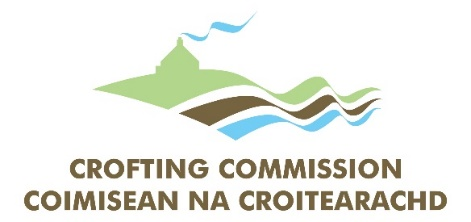 CROFTING COMMISSION
COIMISEAN NA CROITEARACHD